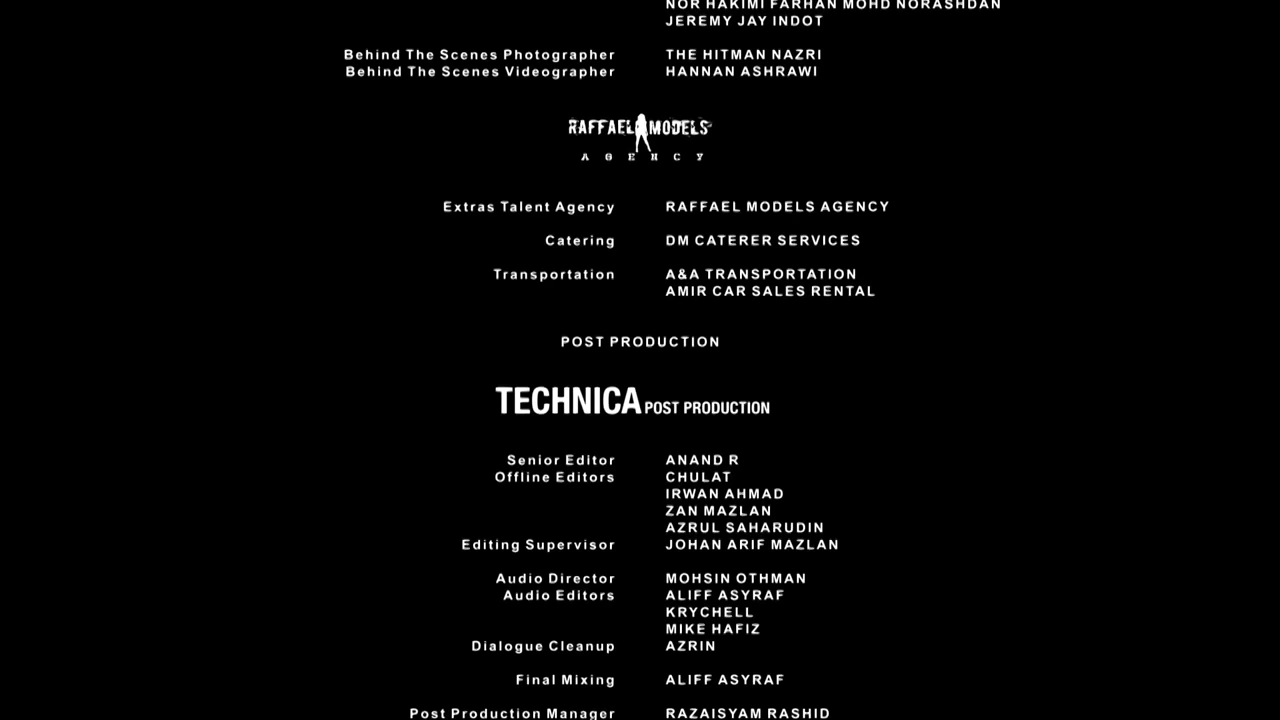 NOR HAKIMI FARHAN MOHD NORASHDAN
JEREMY JAY INDOT
Behind The Scenes Photographer THE HITMAN NAZRI
Behind The Scenes Videographer HANNAN ASHRAWI
RAFFAEL MODELS
AGENCY
Extras Talent Agency RAFFAEL MODELS AGENCY
Catering DM CATERER SERVICES
Transportation A&A TRANSPORTATION
AMIR CAR SALES RENTAL
POST PRODUCTION
TECHNICA POST PRODUCTION
Senior Editor ANAND R
Offline Editors CHULAT
IRWAN AHMAD
ZAN MAZLAN
AZRUL SAHARUDIN
Editing Supervisor JOHAN ARIF MAZLAN
Audio Director MOHSIN OTHMAN
Audio Editors ALIFF ASYRAF
KRYCHELL
MIKE HAFIZ
Dialogue Cleanup AZRIN
Final Mixing ALIFF ASYRAF
Post Production Manager RAZAISYAM RASHID